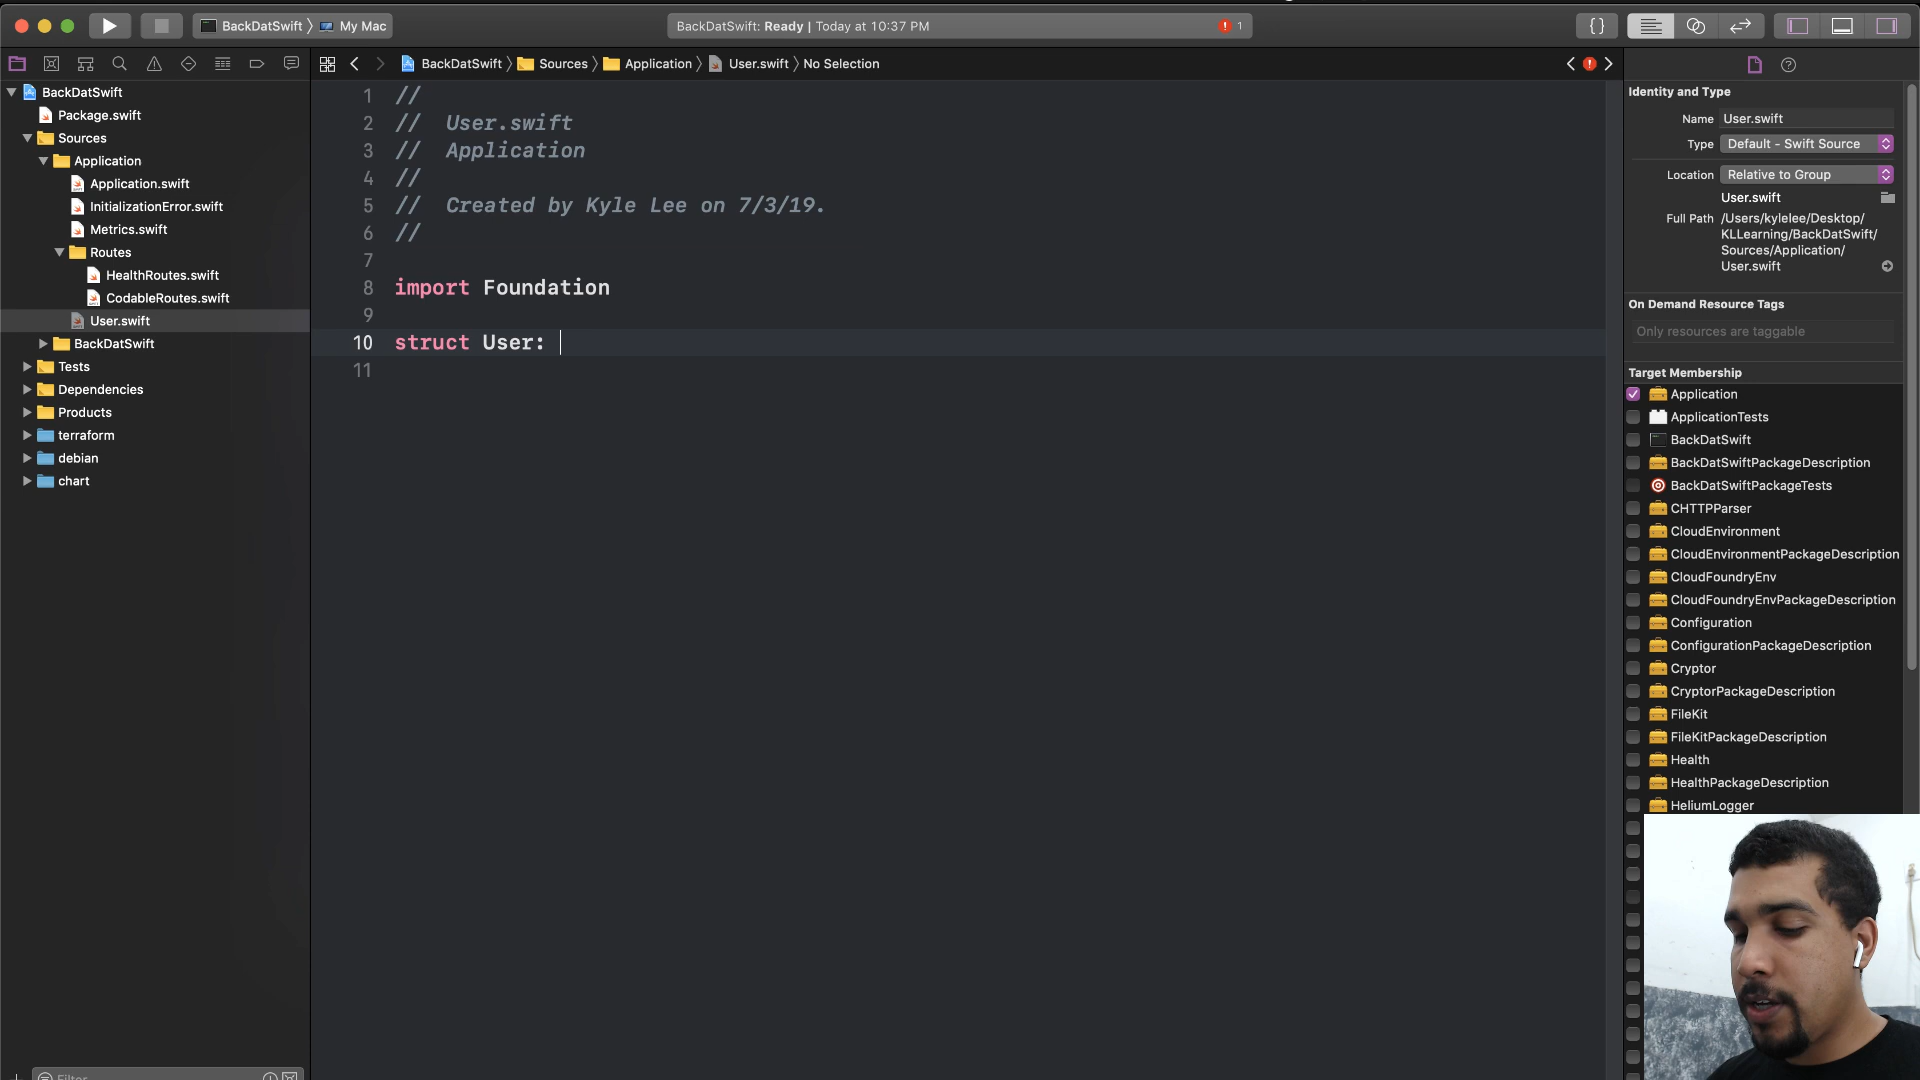 BackDatSwift
My Mac
BackDatSwift: Ready | Today at 10:37 PM
1
BackDatSwift
Sources
Application
User.swift
No Selection
BackDatSwift
Package.swift
Sources
Application
Application.swift
InitializationError.swift
Metrics.swift
Routes
HealthRoutes.swift
CodableRoutes.swift
User.swift
BackDatSwift
Tests
Dependencies
Products
terraform
debian
chart
1 //
2 // User.swift
3 // Application
4 //
5 // Created by Kyle Lee on 7/3/19.
6 //
7
8 import Foundation
9
10 struct User:
11
Identity and Type
Name User.swift
Type Default - Swift Source
Location Relative to Group
User.swift
Full Path /Users/kylelee/Desktop/
KLLearning/BackDatSwift/
Sources/Application/
User.swift
On Demand Resource Tags
Only resources are taggable
Target Membership
Application
ApplicationTests
BackDatSwift
BackDatSwiftPackageDescription
BackDatSwiftPackageTests
CHTTPParser
CloudEnvironment
CloudEnvironmentPackageDescription
CloudFoundryEnv
CloudFoundryEnvPackageDescription
Configuration
ConfigurationPackageDescription
Cryptor
CryptorPackageDescription
FileKit
FileKitPackageDescription
Health
HealthPackageDescription
HeliumLogger
Filter